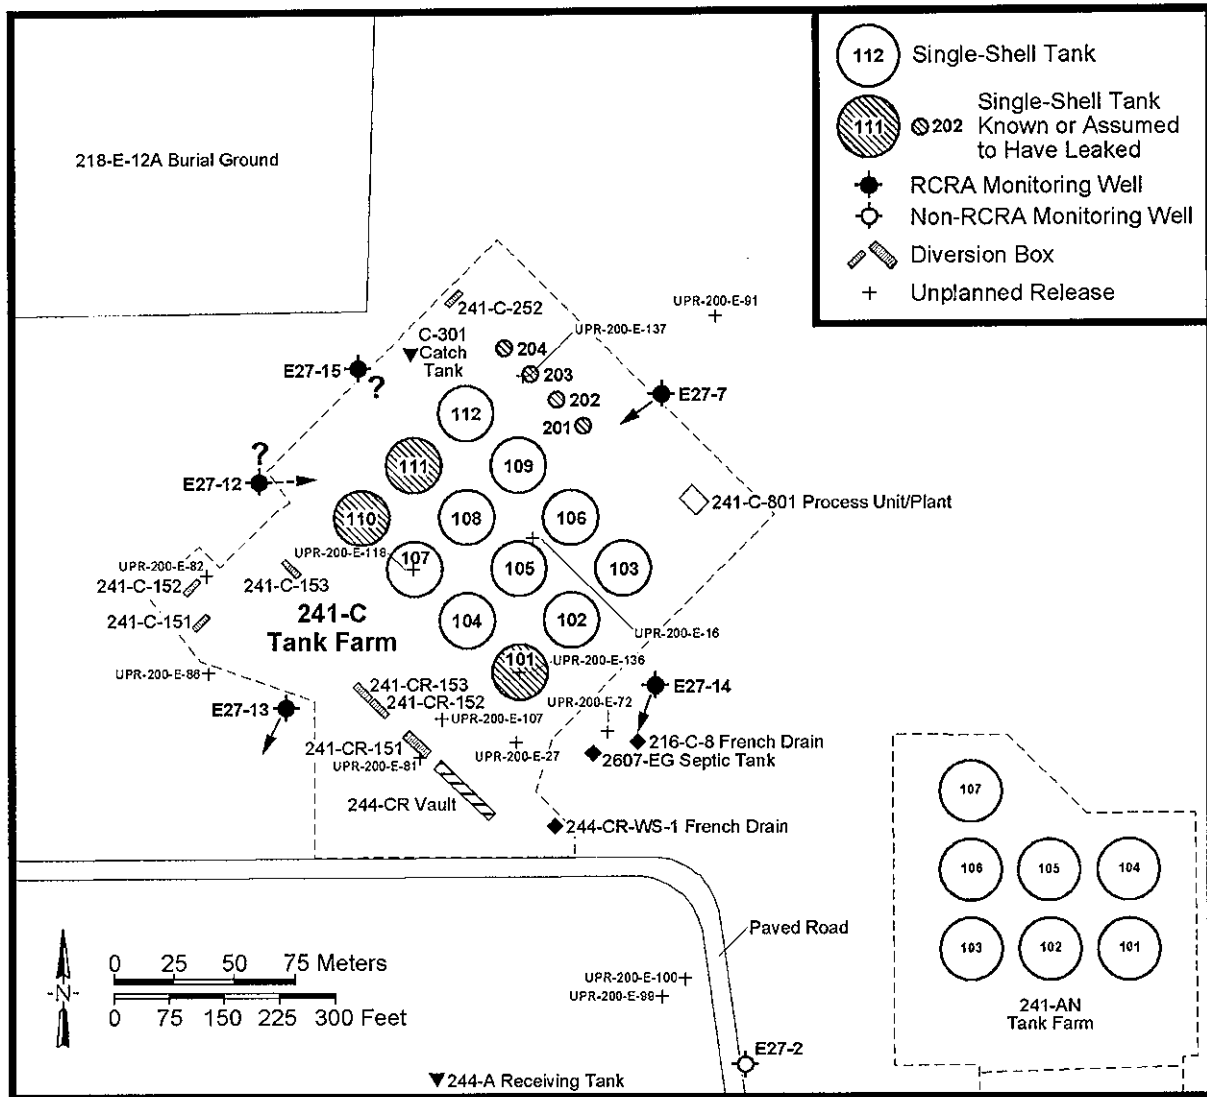 112 Single-Shell Tank
111 202 Single-Shell Tank
Known or Assumed
to Have Leaked
RCRA Monitoring Well
Non-RCRA Monitoring Well
Diversion Box
Unplanned Release
218-E-12A Burial Ground
UPR-200-E-91
241-C-252
UPR-200-E-137
C-301
Catch
Tank
204
203
202
201
E27-15
?
E27-7
112
111
109
?
E27-12
110
108
106
241-C-801 Process Unit/Plant
UPR-200-E-118
107
105
103
UPR-200-E-82
241-C-152
241-C-153
241-C-151
241-C
Tank Farm
104
102
UPR-200-E-16
UPR-200-E-86
101
UPR-200-E-136
241-CR-153
241-CR-152
UPR-200-E-72
E27-14
E27-13
UPR-200-E-107
241-CR-151
UPR-200-E-81
UPR-200-E-27
216-C-8 French Drain
2607-EG Septic Tank
244-CR Vault
244-CR-WS-1 French Drain
107
106
105
104
103
102
101
241-AN
Tank Farm
Paved Road
N
0 25 50 75 Meters
0 75 150 225 300 Feet
UPR-200-E-100
UPR-200-E-99
E27-2
244-A Receiving Tank